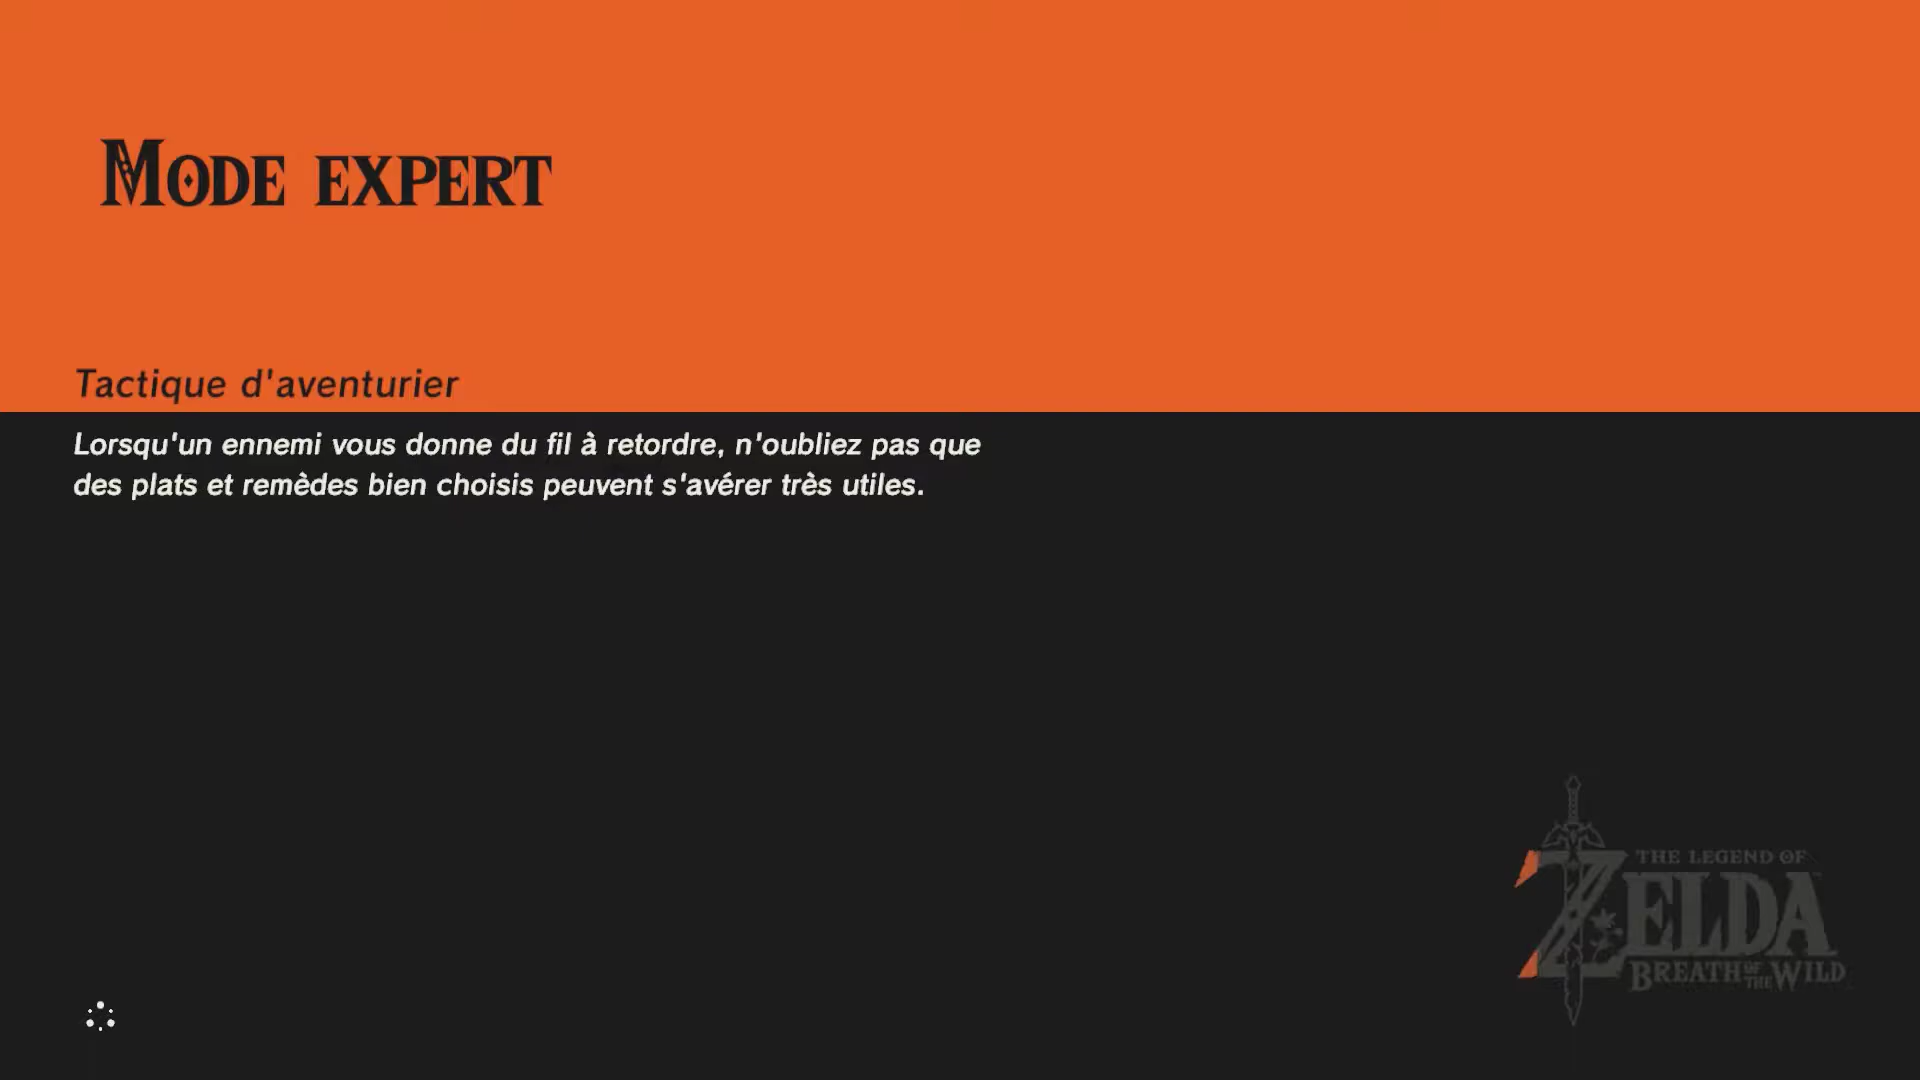 Mode expert
Tactique d'aventurier
Lorsqu'un ennemi vous donne du fil à retordre, n'oubliez pas que
des plats et remèdes bien choisis peuvent s'avérer très utiles.
THE LEGEND OF
ZELDA
BREATH OF THE WILD